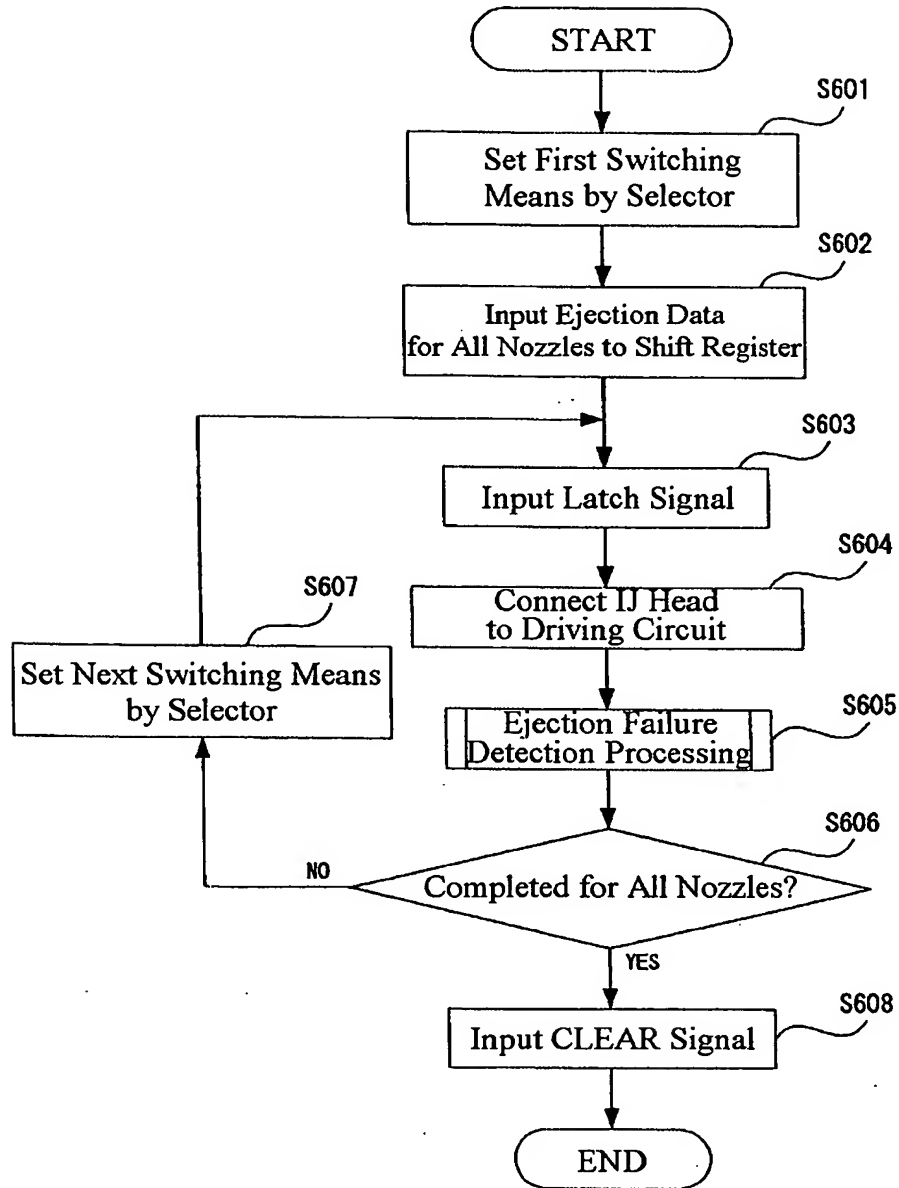 START
S601
Set First Switching
Means by Selector
S602
Input Ejection Data
for All Nozzles to Shift Register
S603
Input Latch Signal
S604
Connect IJ Head
to Driving Circuit
S607
Set Next Switching Means
by Selector
S605
Ejection Failure
Detection Processing
S606
Completed for All Nozzles?
NO
YES
S608
Input CLEAR Signal
END